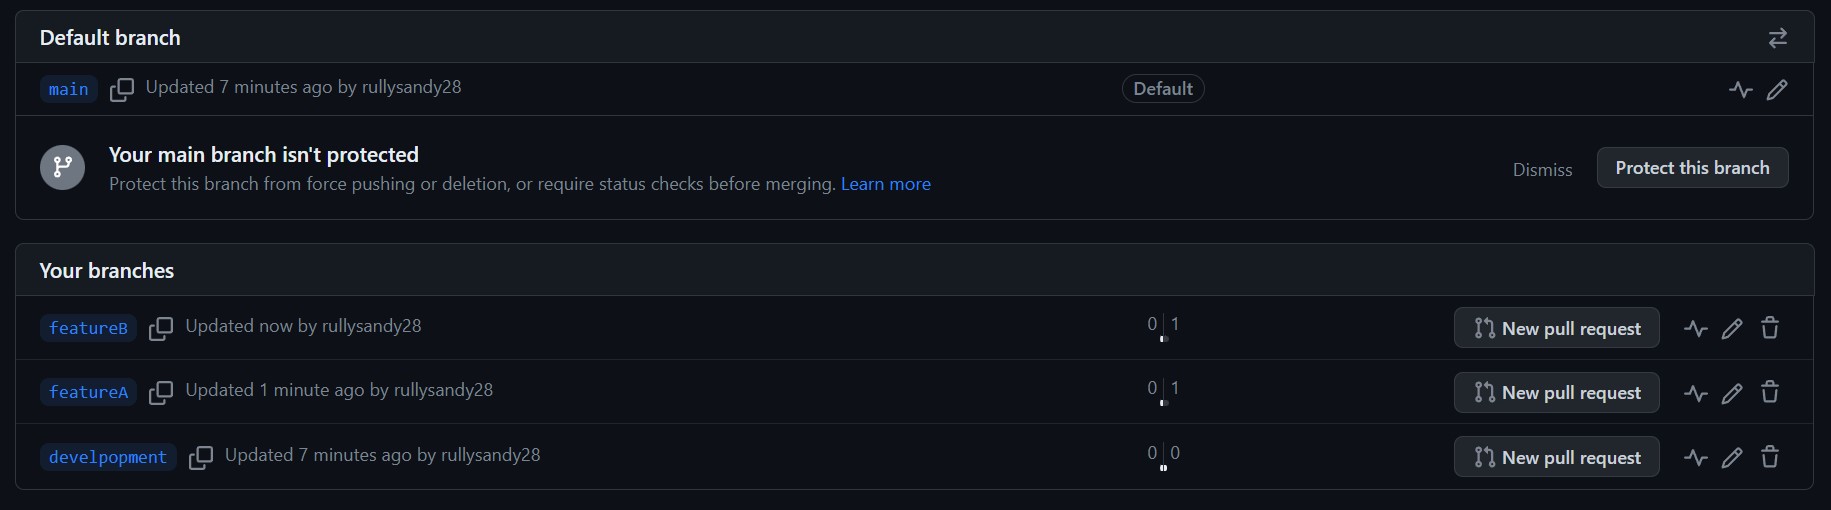 Default branch
main Updated 7 minutes ago by rullysandy28 Default
Your main branch isn't protected
Protect this branch from force pushing or deletion, or require status checks before merging. Learn more
Dismiss Protect this branch
Your branches
featureB Updated now by rullysandy28 0 1 New pull request
featureA Updated 1 minute ago by rullysandy28 0 1 New pull request
develpopment Updated 7 minutes ago by rullysandy28 0 0 New pull request